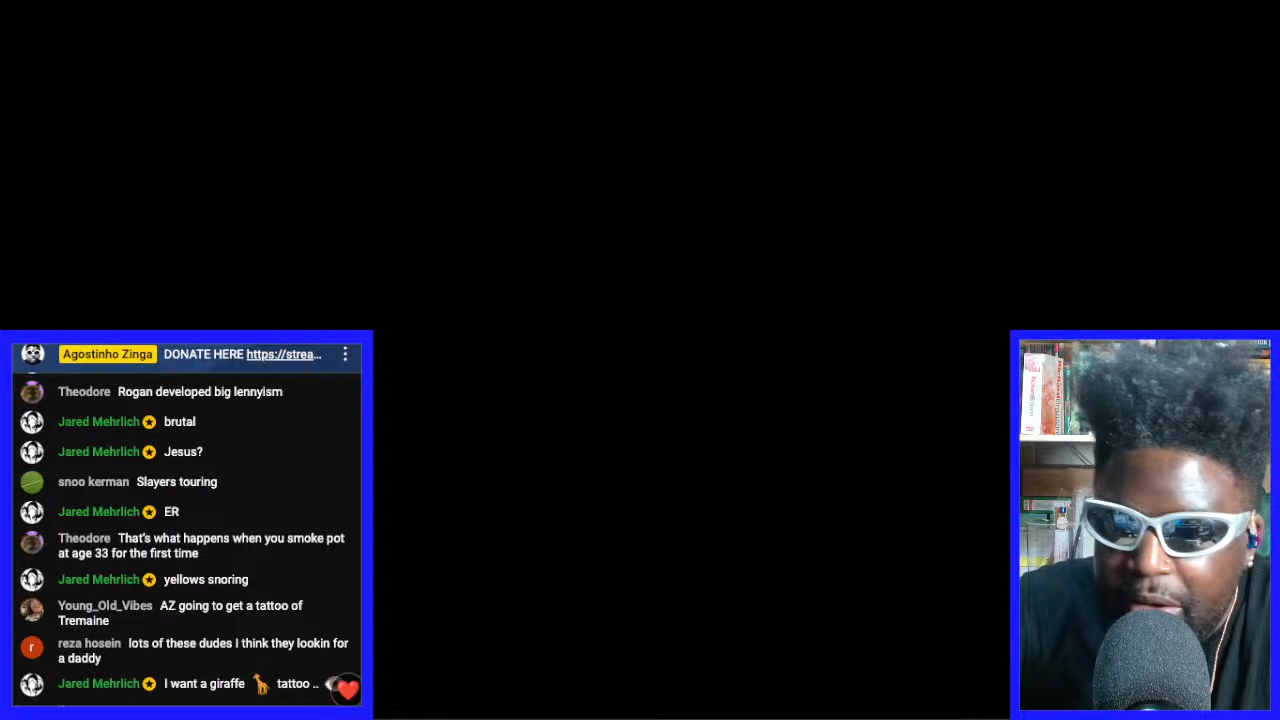 Agostinho Zinga DONATE HERE https://strea...
Theodore Rogan developed big lennyism
Jared Mehrlich brutal
Jared Mehrlich Jesus?
snoo kerman Slayers touring
Jared Mehrlich ER
Theodore That's what happens when you smoke pot
at age 33 for the first time
Jared Mehrlich yellows snoring
Young_Old_Vibes AZ going to get a tattoo of
Tremaine
r reza hosein lots of these dudes I think they lookin for
a daddy
Jared Mehrlich I want a giraffe 🦒 tattoo ..